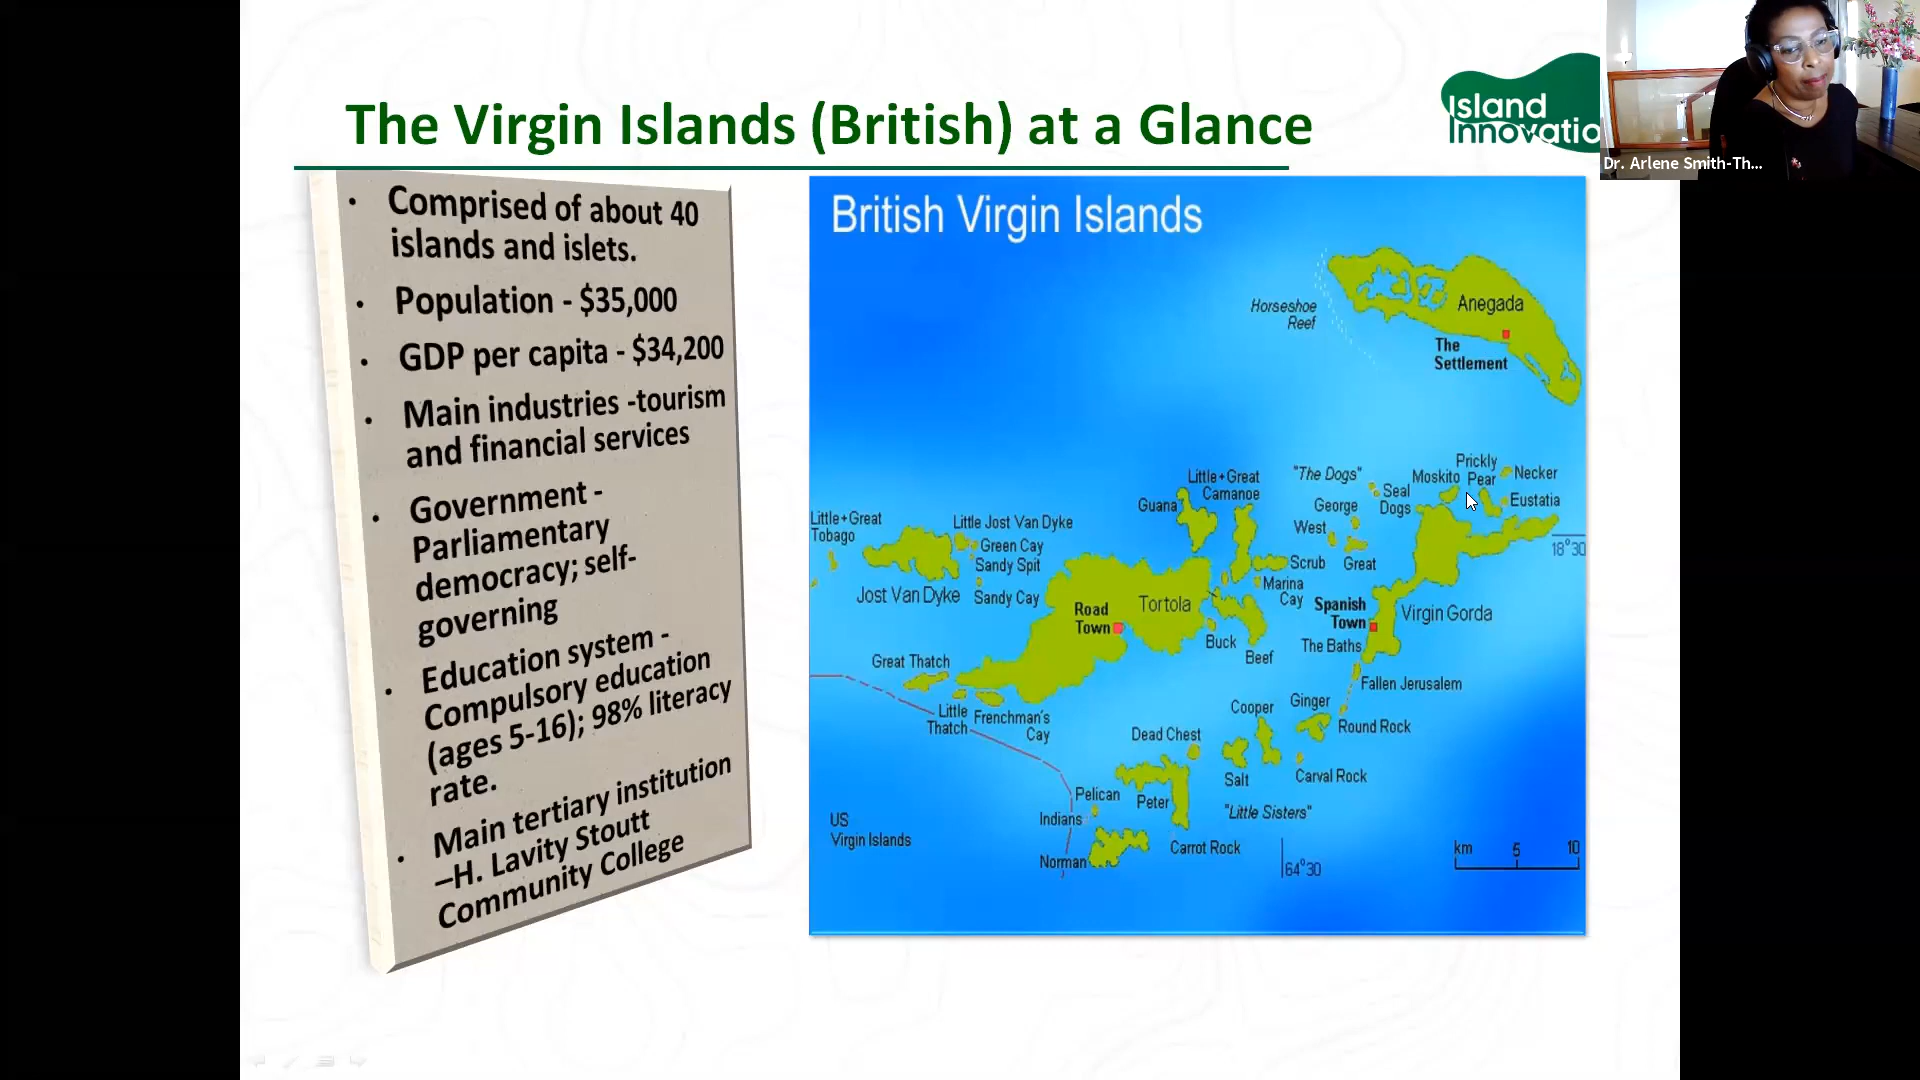 The Virgin Islands (British) at a Glance
Island
Innovatio
Dr. Arlene Smith-Th...
• Comprised of about 40
islands and islets.
• Population - $35,000
• GDP per capita - $34,200
• Main industries -tourism
and financial services
• Government -
Parliamentary
democracy; self-
governing
• Education system -
Compulsory education
(ages 5-16); 98% literacy
rate.
• Main tertiary institution
–H. Lavity Stoutt
Community College
British Virgin Islands
Horseshoe
Reef
Anegada
The
Settlement
Little+Great
Tobago
Little Jost Van Dyke
Green Cay
Sandy Spit
Jost Van Dyke
Sandy Cay
Guana
Little+Great
Camanoe
"The Dogs"
Seal
Dogs
George
West
Great
Moskito
Prickly
Pear
Necker
Eustatia
18°30
Scrub
Marina
Cay
Road
Town
Tortola
Buck
Beef
Spanish
Town
Virgin Gorda
The Baths
Fallen Jerusalem
Great Thatch
Little
Thatch
Frenchman's
Cay
Cooper
Ginger
Round Rock
Dead Chest
Salt
Carval Rock
Pelican
Peter
"Little Sisters"
Indians
US
Virgin Islands
Norman
Carrot Rock
64°30
km 5 10